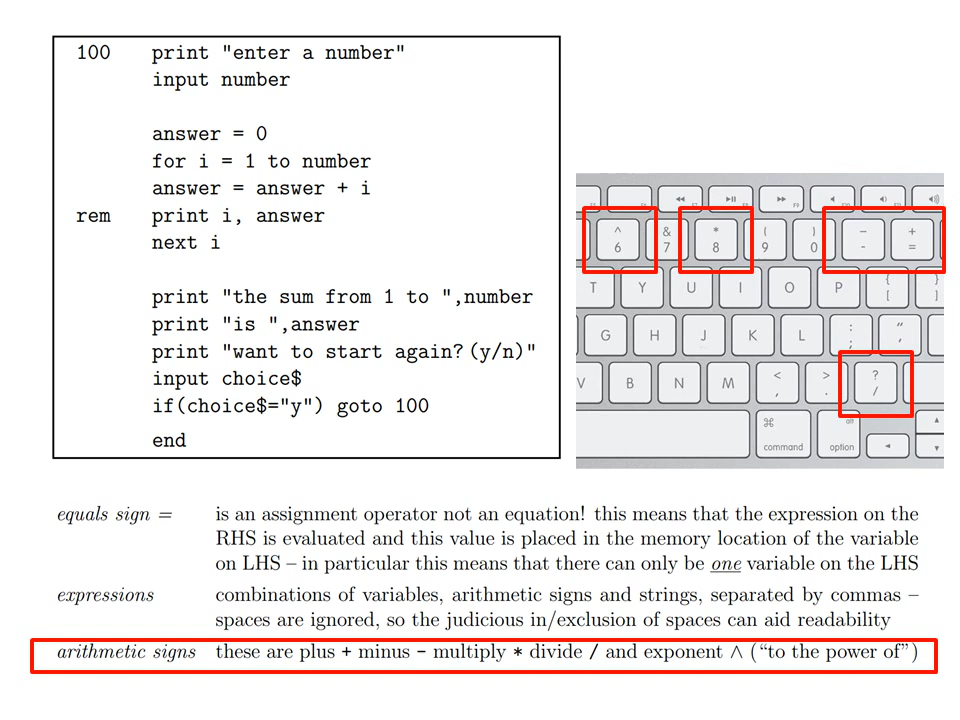 100 print "enter a number"
input number
answer = 0
for i = 1 to number
answer = answer + i
rem print i, answer
next i
print "the sum from 1 to ",number
print "is ",answer
print "want to start again? (y/n)"
input choice$
if(choice$="y") goto 100
end
F7 F8 F9 F10
^ & * ( ) – +
6 7 8 9 0 - =
T Y U I O P { }
[ ]
G H J K L : "
; '
V B N M < > ?
, . /
⌘
command option
equals sign = is an assignment operator not an equation! this means that the expression on the
RHS is evaluated and this value is placed in the memory location of the variable
on LHS – in particular this means that there can only be one variable on the LHS
expressions combinations of variables, arithmetic signs and strings, separated by commas –
spaces are ignored, so the judicious in/exclusion of spaces can aid readability
arithmetic signs these are plus + minus - multiply * divide / and exponent ∧ ("to the power of")